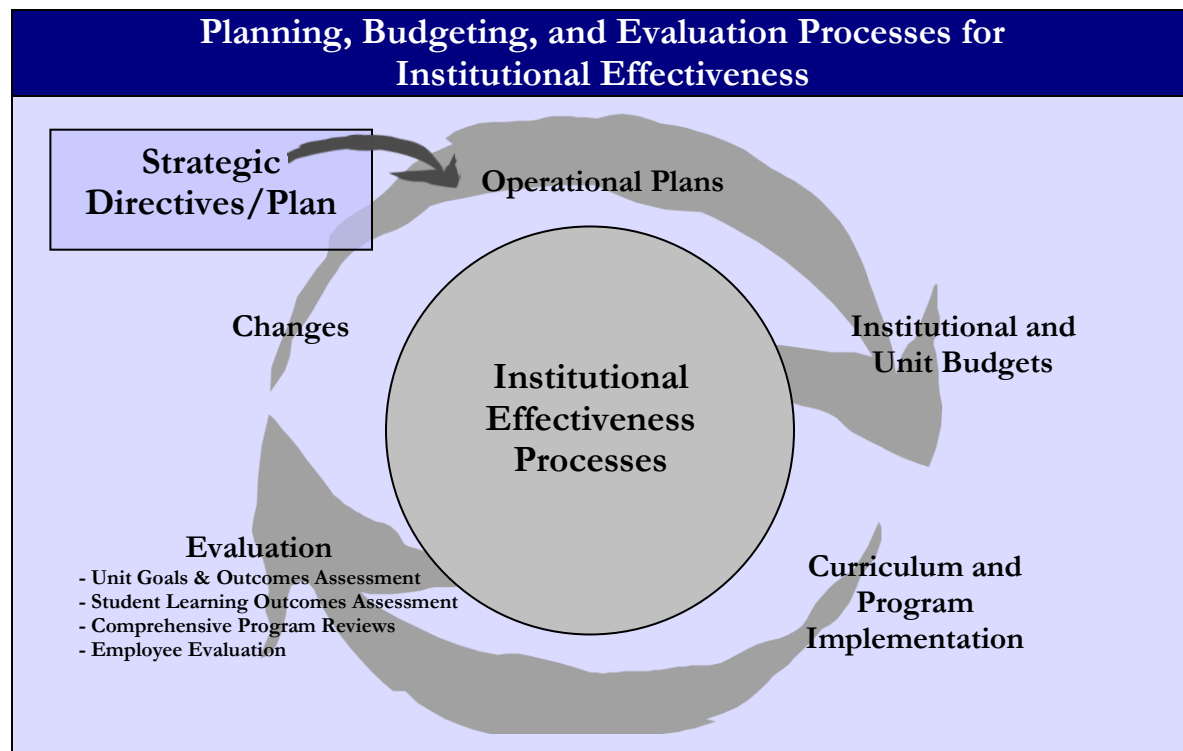 Planning, Budgeting, and Evaluation Processes for
Institutional Effectiveness
Strategic
Directives/Plan
Operational Plans
Changes
Institutional and
Unit Budgets
Institutional
Effectiveness
Processes
Evaluation
- Unit Goals & Outcomes Assessment
- Student Learning Outcomes Assessment
- Comprehensive Program Reviews
- Employee Evaluation
Curriculum and
Program
Implementation